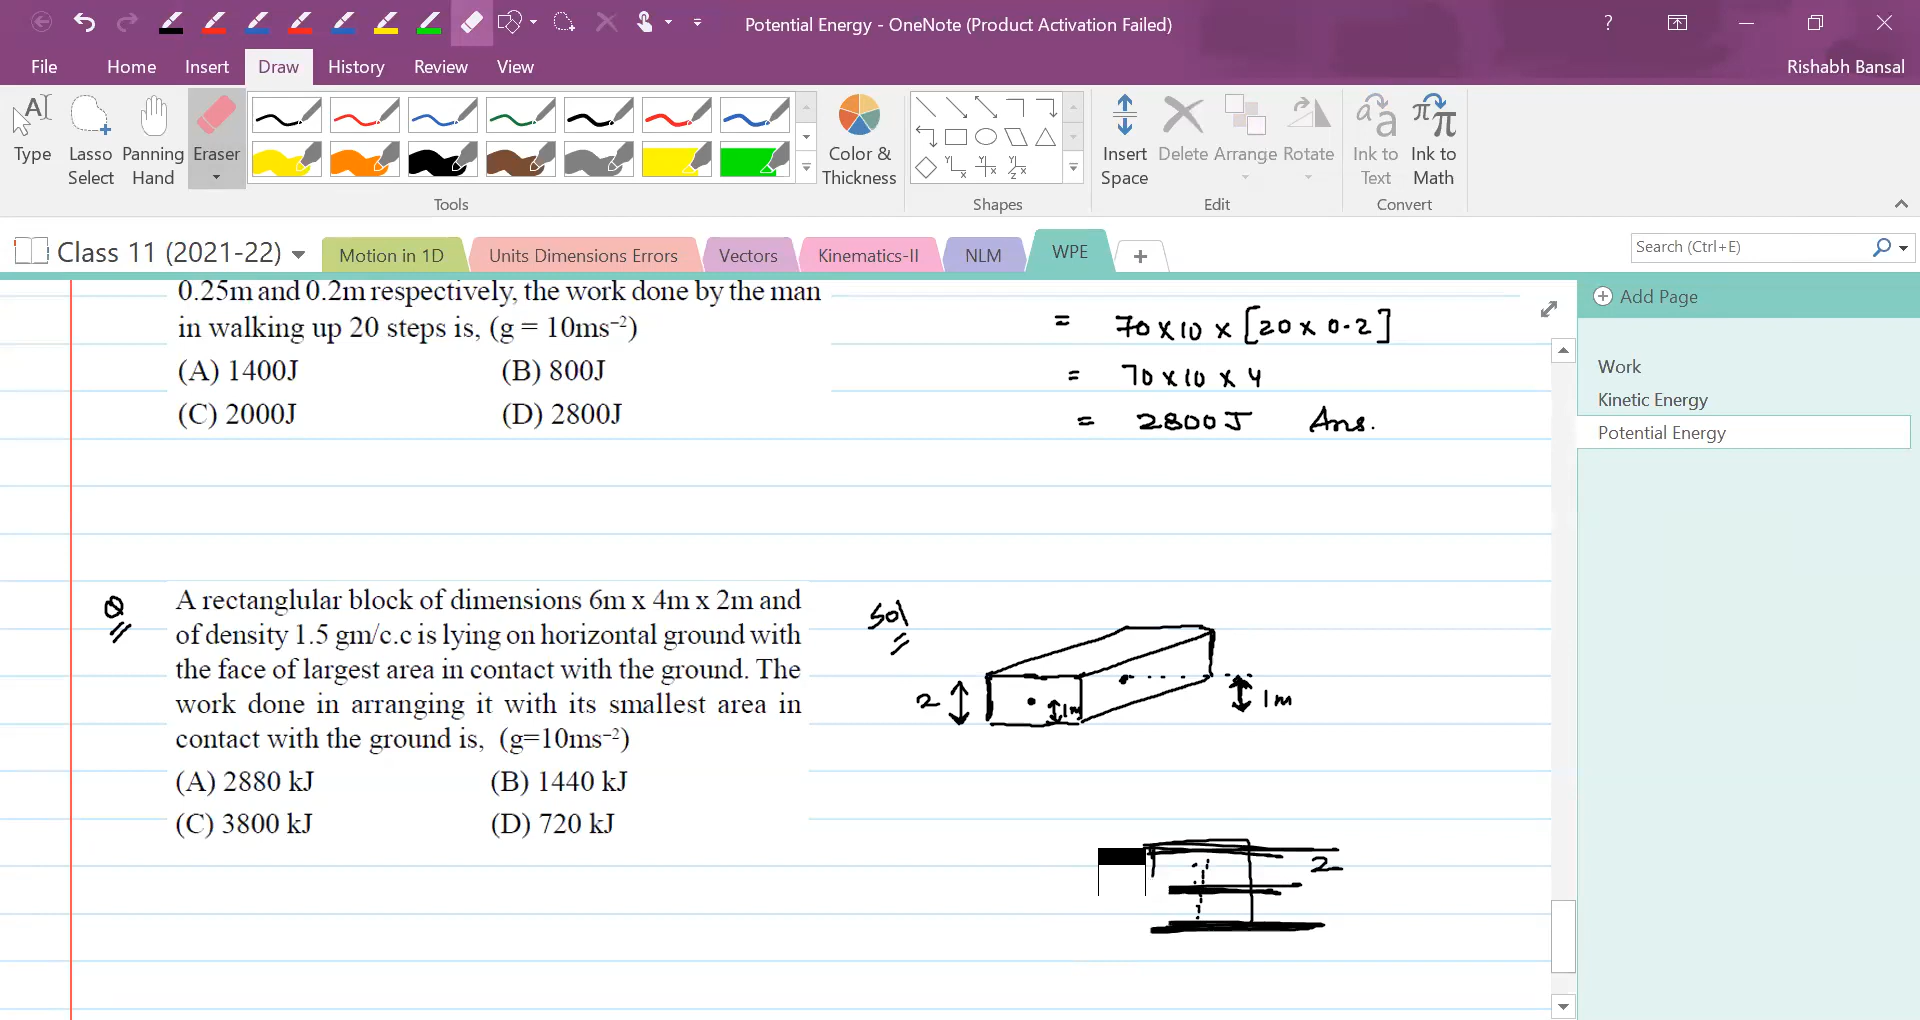 Potential Energy - OneNote (Product Activation Failed)
?
File Home Insert Draw History Review View
Rishabh Bansal
Type
Lasso Select
Panning Hand
Eraser
Color & Thickness
Insert Space
Delete
Arrange
Rotate
Ink to Text
Ink to Math
Tools
Shapes
Edit
Convert
Class 11 (2021-22)
Motion in 1D
Units Dimensions Errors
Vectors
Kinematics-II
NLM
WPE
Search (Ctrl+E)
Add Page
Work
Kinetic Energy
Potential Energy
0.25m and 0.2m respectively, the work done by the man
in walking up 20 steps is, (g = 10ms⁻²)
(A) 1400J (B) 800J
(C) 2000J (D) 2800J
= 70 x 10 x [20 x 0.2]
= 70 x 10 x 4
= 2800 J Ans.
Q
A rectanglular block of dimensions 6m x 4m x 2m and
of density 1.5 gm/c.c is lying on horizontal ground with
the face of largest area in contact with the ground. The
work done in arranging it with its smallest area in
contact with the ground is, (g=10ms⁻²)
(A) 2880 kJ (B) 1440 kJ
(C) 3800 kJ (D) 720 kJ
Sol
2
1m
1m
2